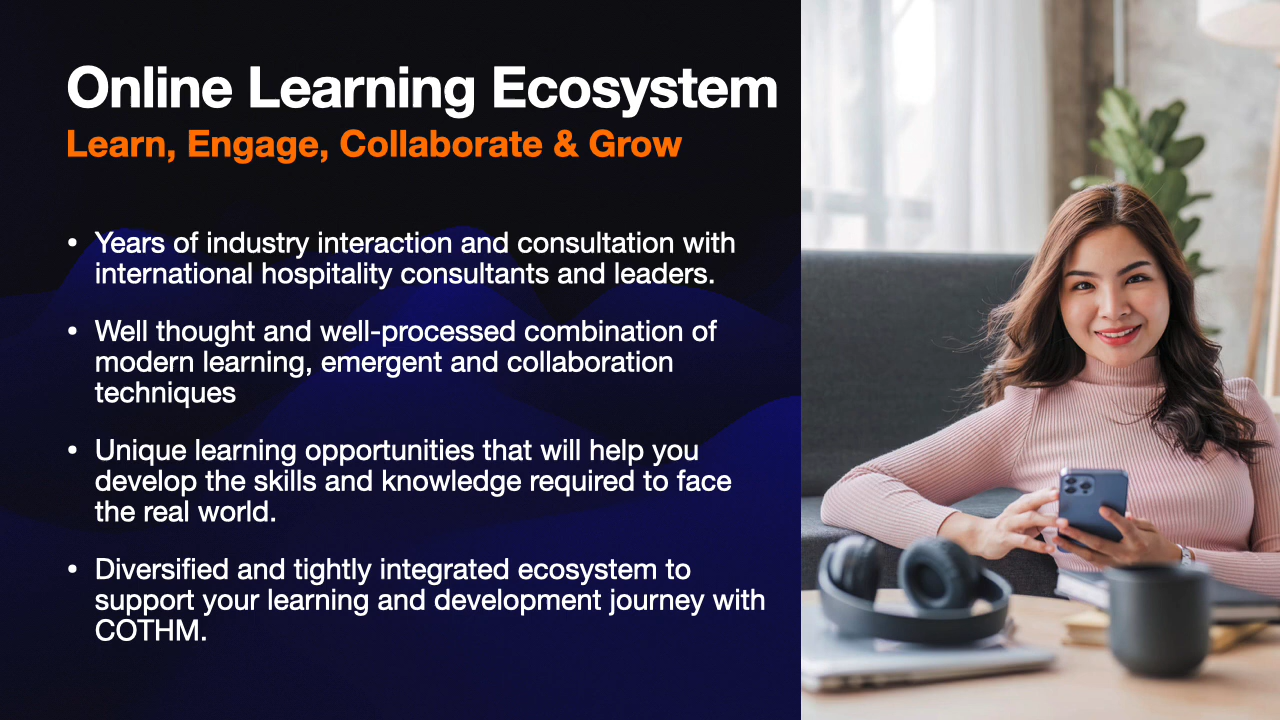 Online Learning Ecosystem
Learn, Engage, Collaborate & Grow
• Years of industry interaction and consultation with
international hospitality consultants and leaders.
• Well thought and well-processed combination of
modern learning, emergent and collaboration
techniques
• Unique learning opportunities that will help you
develop the skills and knowledge required to face
the real world.
• Diversified and tightly integrated ecosystem to
support your learning and development journey with
COTHM.